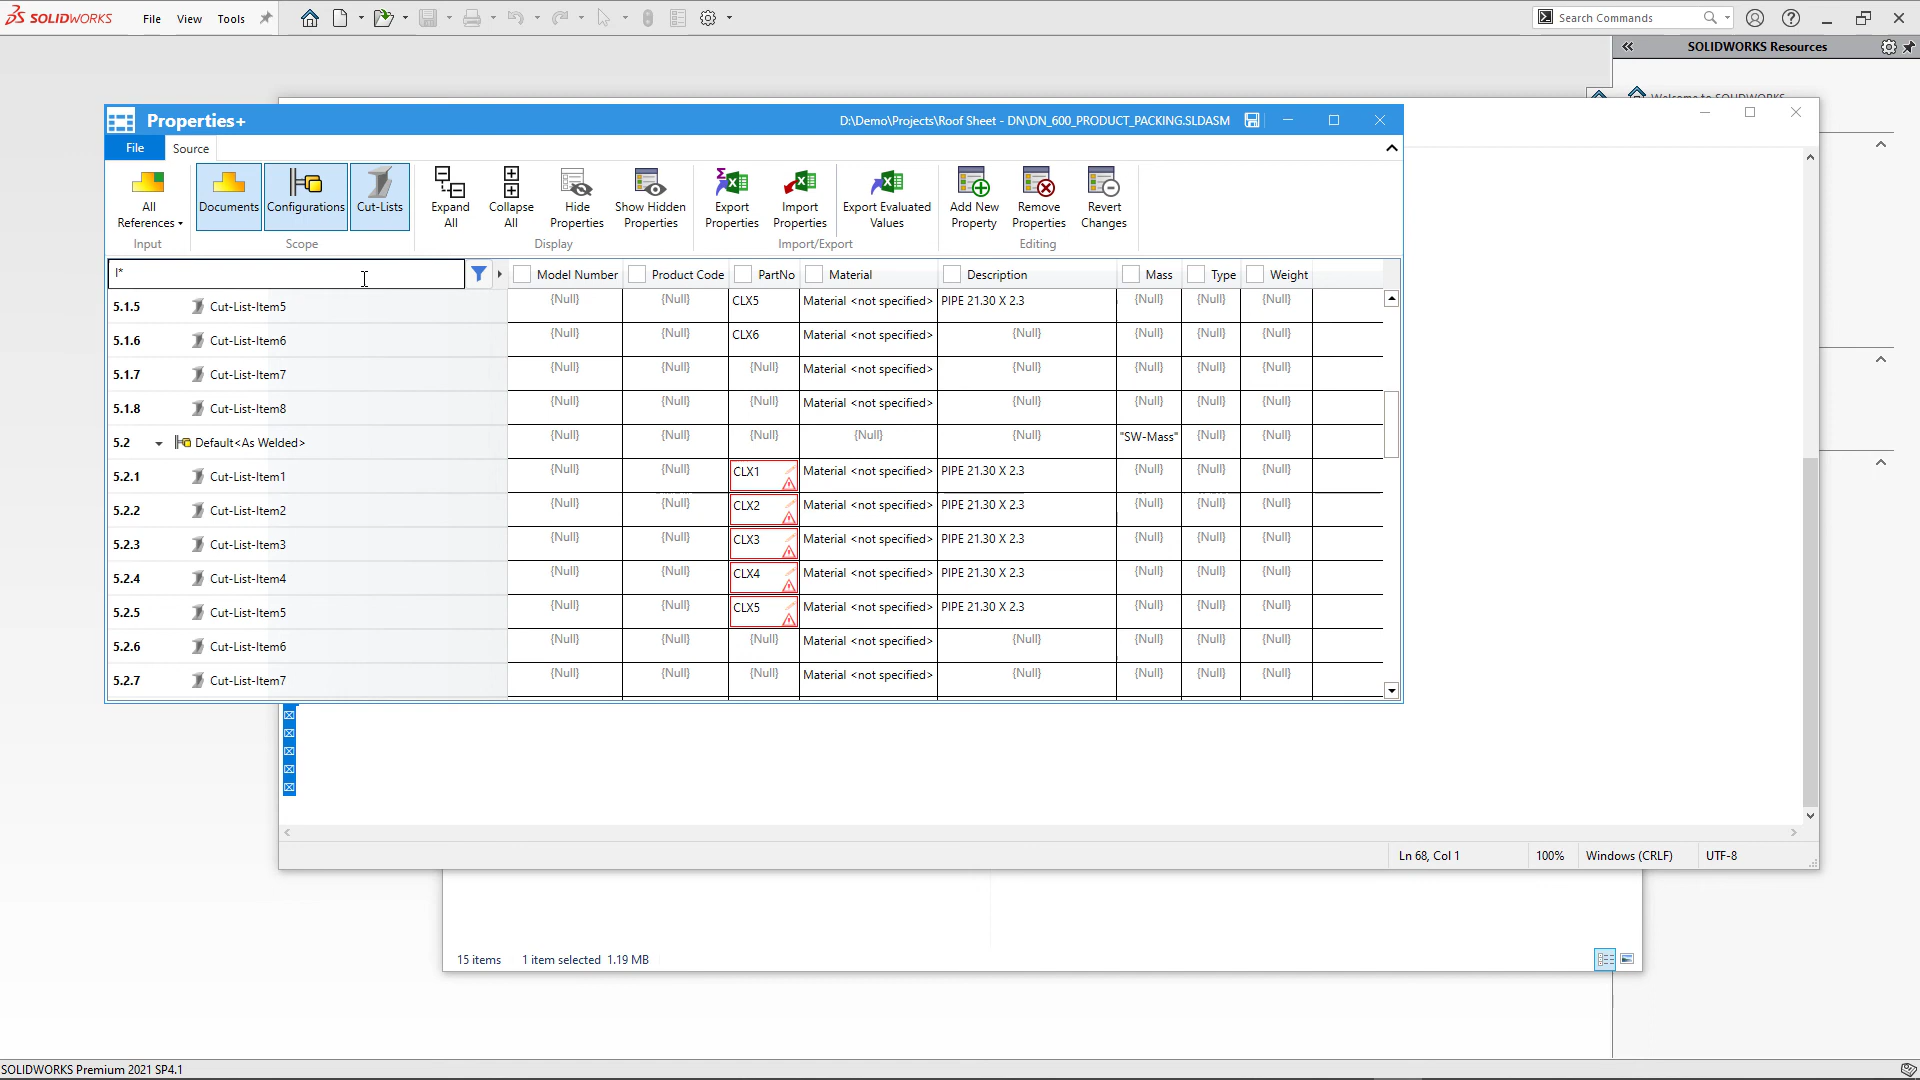 SOLIDWORKS File View Tools Search Commands
SOLIDWORKS Resources
Welcome to SOLIDWORKS
Properties+ D:\Demo\Projects\Roof Sheet - DN\DN_600_PRODUCT_PACKING.SLDASM
File Source
All References Documents Configurations Cut-Lists Expand All Collapse All Hide Properties Show Hidden Properties Export Properties Import Properties Export Evaluated Values Add New Property Remove Properties Revert Changes
Input Scope Display Import/Export Editing
I* Model Number Product Code PartNo Material Description Mass Type Weight
5.1.5 Cut-List-Item5 {Null} {Null} CLX5 Material <not specified> PIPE 21.30 X 2.3 {Null} {Null} {Null}
5.1.6 Cut-List-Item6 {Null} {Null} CLX6 Material <not specified> {Null} {Null} {Null} {Null}
5.1.7 Cut-List-Item7 {Null} {Null} {Null} Material <not specified> {Null} {Null} {Null} {Null}
5.1.8 Cut-List-Item8 {Null} {Null} {Null} Material <not specified> {Null} {Null} {Null} {Null}
5.2 Default<As Welded> {Null} {Null} {Null} {Null} {Null} "SW-Mass" {Null} {Null}
5.2.1 Cut-List-Item1 {Null} {Null} CLX1 Material <not specified> PIPE 21.30 X 2.3 {Null} {Null} {Null}
5.2.2 Cut-List-Item2 {Null} {Null} CLX2 Material <not specified> PIPE 21.30 X 2.3 {Null} {Null} {Null}
5.2.3 Cut-List-Item3 {Null} {Null} CLX3 Material <not specified> PIPE 21.30 X 2.3 {Null} {Null} {Null}
5.2.4 Cut-List-Item4 {Null} {Null} CLX4 Material <not specified> PIPE 21.30 X 2.3 {Null} {Null} {Null}
5.2.5 Cut-List-Item5 {Null} {Null} CLX5 Material <not specified> PIPE 21.30 X 2.3 {Null} {Null} {Null}
5.2.6 Cut-List-Item6 {Null} {Null} {Null} Material <not specified> {Null} {Null} {Null} {Null}
5.2.7 Cut-List-Item7 {Null} {Null} {Null} Material <not specified> {Null} {Null} {Null} {Null}
Ln 68, Col 1 100% Windows (CRLF) UTF-8
15 items 1 item selected 1.19 MB
SOLIDWORKS Premium 2021 SP4.1